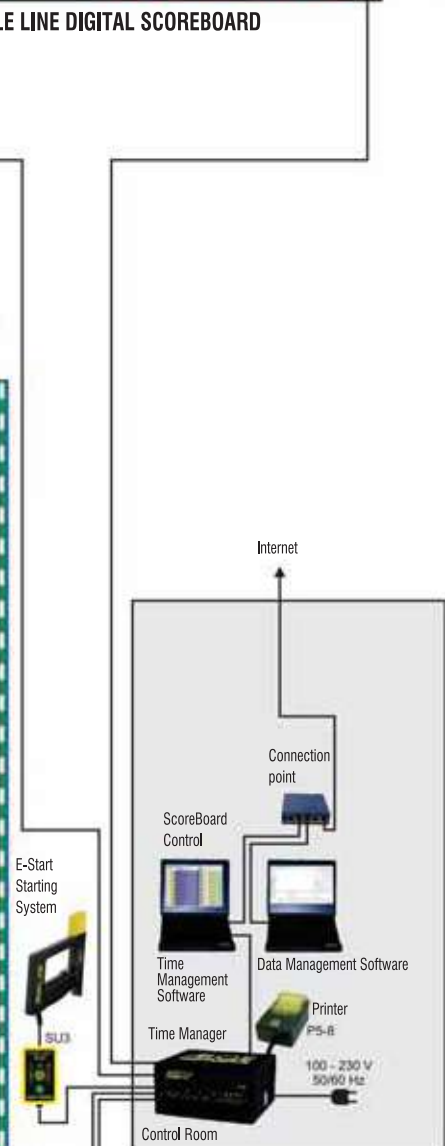 LE LINE DIGITAL SCOREBOARD
Internet
Connection
point
ScoreBoard
Control
E-Start
Starting
System
Time
Management
Software
Data Management Software
Printer
P5-8
SU3
Time Manager
100 - 230 V
50/60 Hz
Control Room